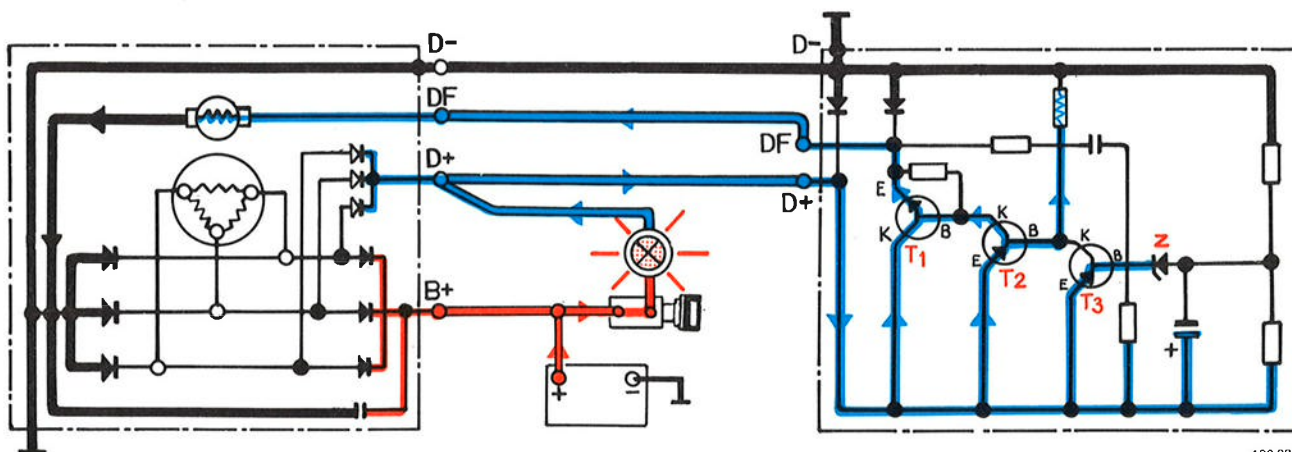 D-
D-
DF
DF
D+
D+
B+
+
-
E
K
B
T1
K
B
E
T2
K
B
E
T3
Z
+